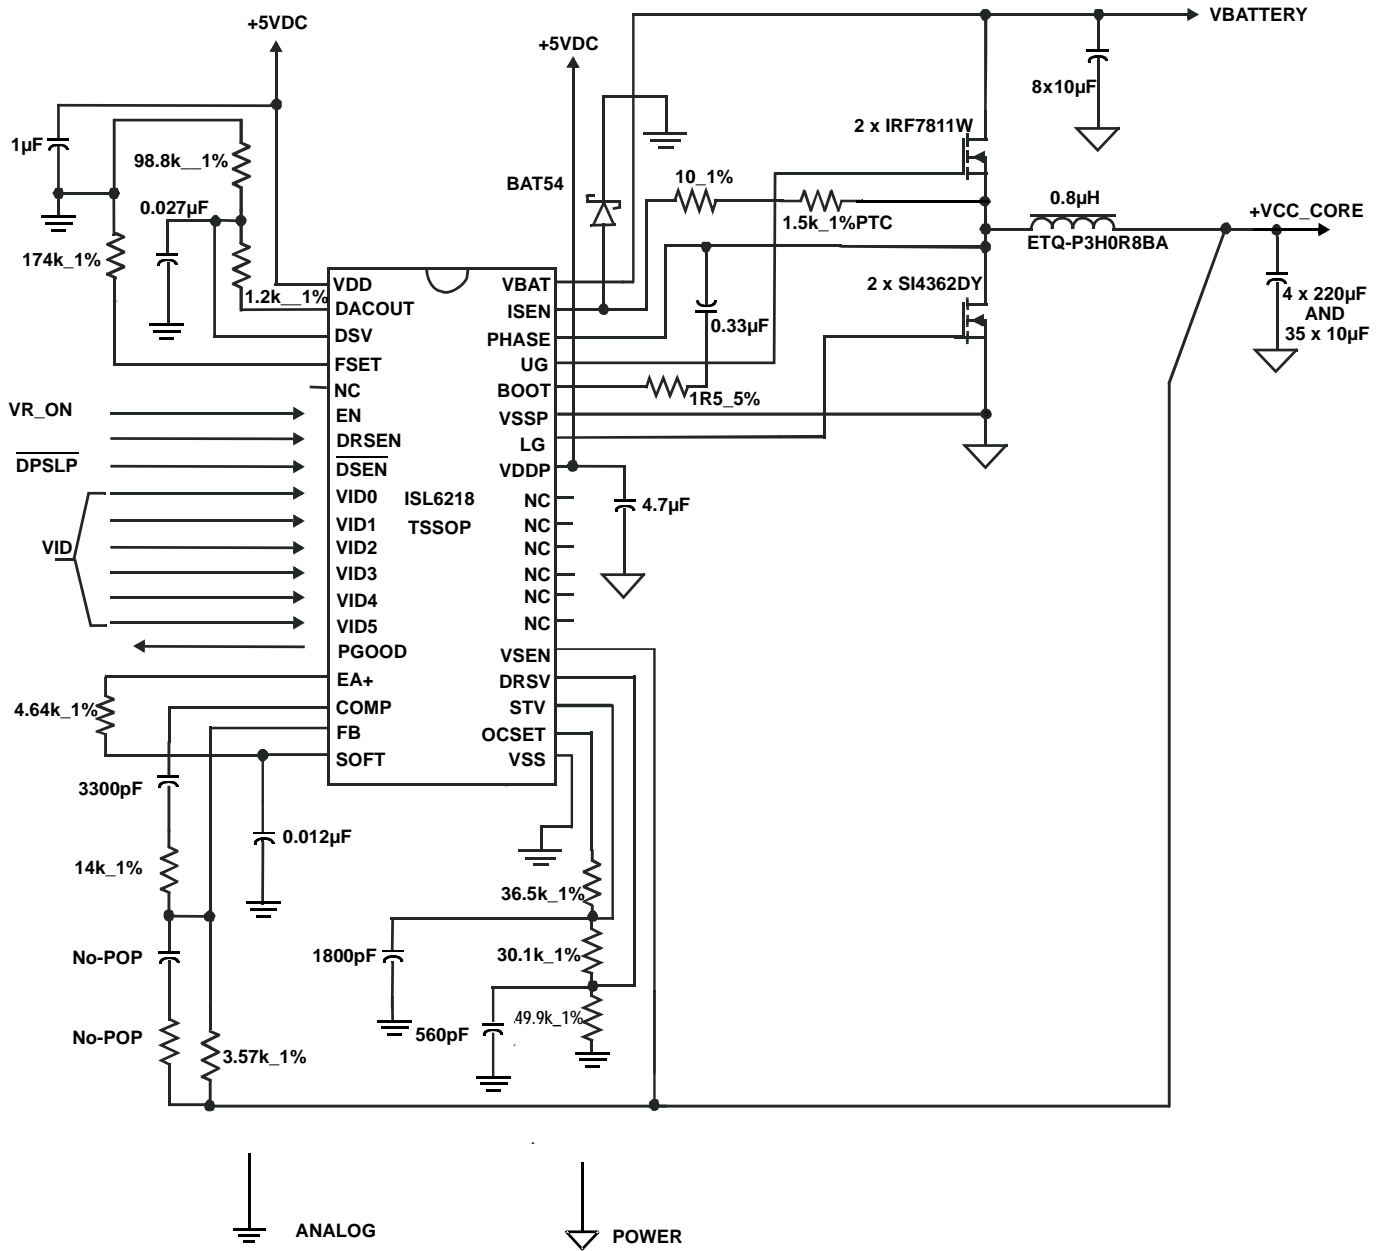 +5VDC
VBATTERY
+5VDC
8x10µF
2 x IRF7811W
1µF
98.8k__1%
BAT54
10_1%
0.8µH
0.027µF
1.5k_1%PTC
+VCC_CORE
ETQ-P3H0R8BA
174k_1%
1.2k__1%
2 x SI4362DY
4 x 220µF
AND
35 x 10µF
0.33µF
1R5_5%
VDD
DACOUT
DSV
FSET
NC
EN
DRSEN
DSEN
VID0
VID1
VID2
VID3
VID4
VID5
PGOOD
EA+
COMP
FB
SOFT
ISL6218
TSSOP
VBAT
ISEN
PHASE
UG
BOOT
VSSP
LG
VDDP
NC
NC
NC
NC
NC
NC
VSEN
DRSV
STV
OCSET
VSS
VR_ON
DPSLP
VID
4.7µF
4.64k_1%
3300pF
0.012µF
14k_1%
36.5k_1%
No-POP
1800pF
30.1k_1%
No-POP
560pF
49.9k_1%
3.57k_1%
ANALOG
POWER